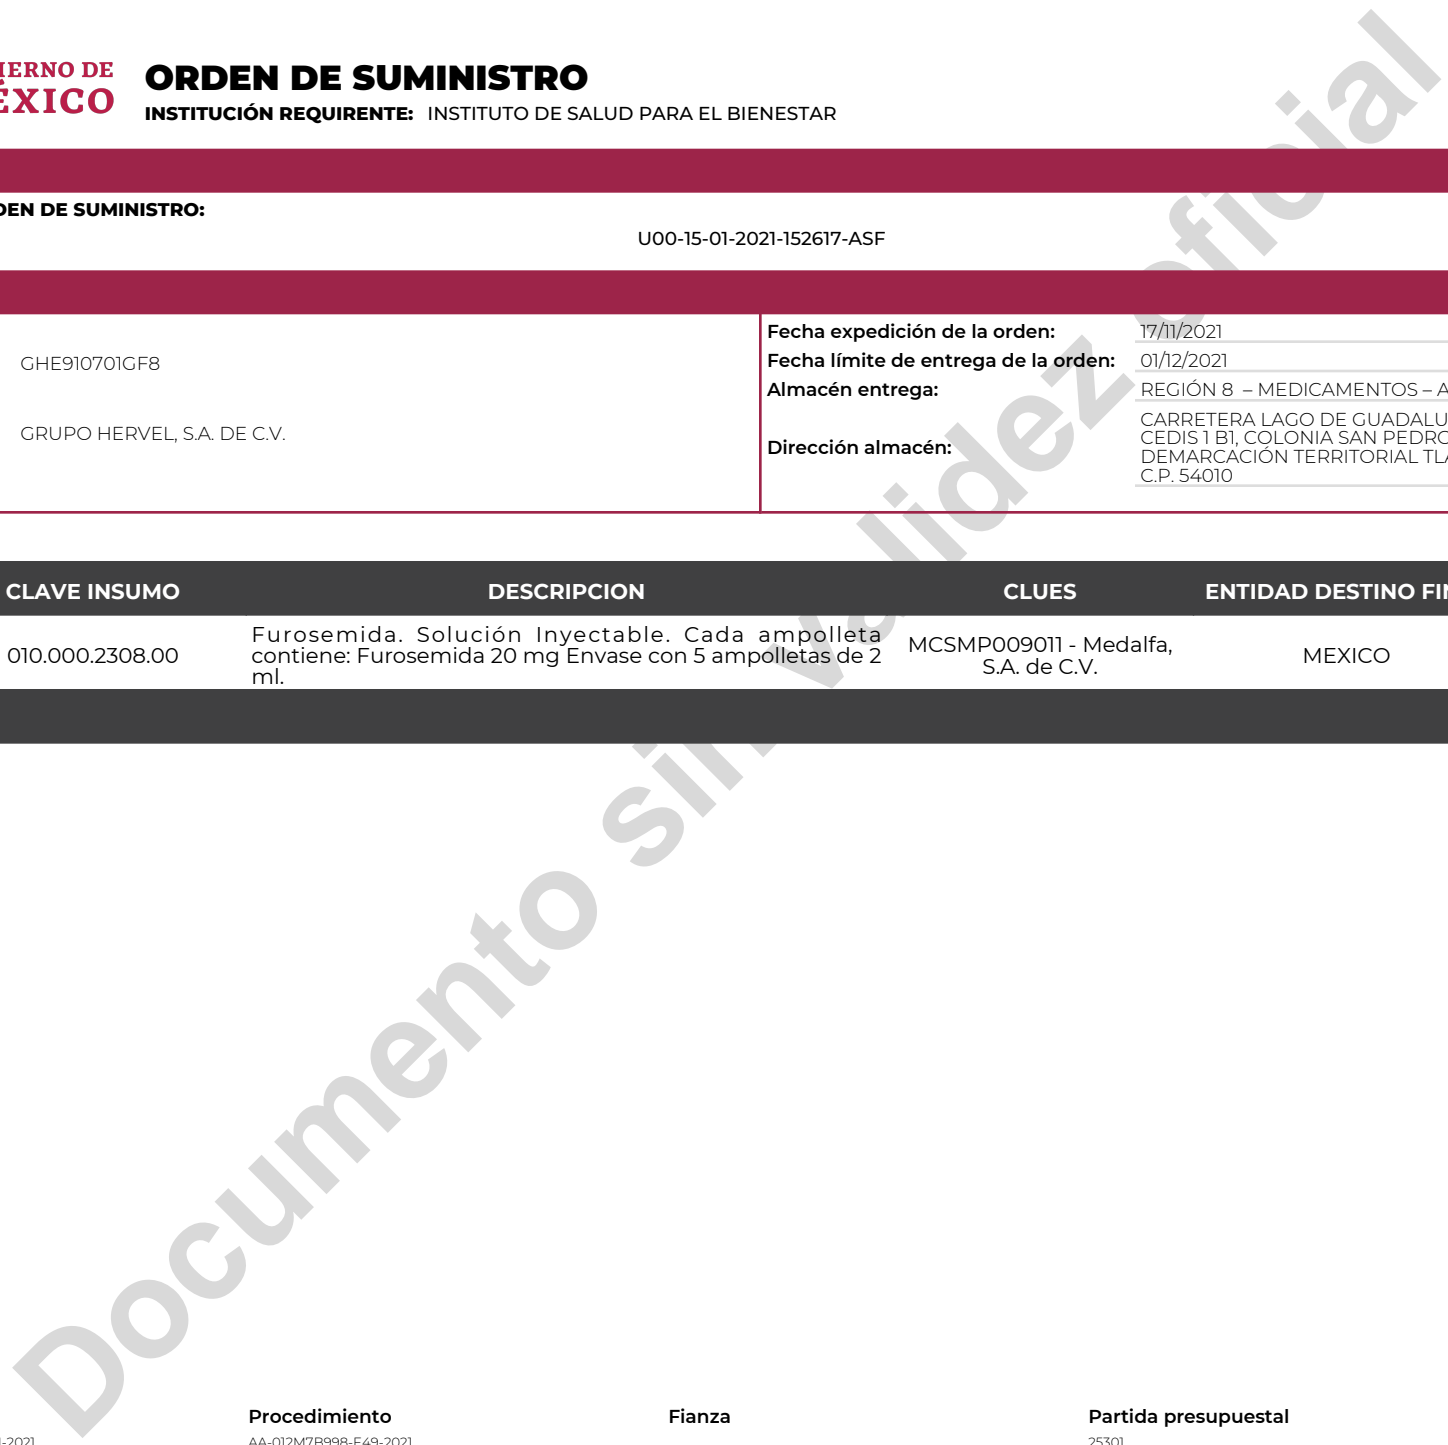 IERNO DE
ÉXICO
ORDEN DE SUMINISTRO
INSTITUCIÓN REQUIRENTE: INSTITUTO DE SALUD PARA EL BIENESTAR
DEN DE SUMINISTRO:
U00-15-01-2021-152617-ASF
GHE910701GF8
GRUPO HERVEL, S.A. DE C.V.
Fecha expedición de la orden: 17/11/2021
Fecha límite de entrega de la orden: 01/12/2021
Almacén entrega: REGIÓN 8 – MEDICAMENTOS – A
Dirección almacén:
CARRETERA LAGO DE GUADALU
CEDIS 1 B1, COLONIA SAN PEDRO
DEMARCACIÓN TERRITORIAL TLA
C.P. 54010
CLAVE INSUMO DESCRIPCION CLUES ENTIDAD DESTINO FIN
010.000.2308.00
Furosemida. Solución Inyectable. Cada ampolleta
contiene: Furosemida 20 mg Envase con 5 ampolletas de 2
ml.
MCSMP009011 - Medalfa,
S.A. de C.V.
MEXICO
Documento sin validez oficial
Procedimiento Fianza Partida presupuestal
-2021 AA-012M7B998-E49-2021 25301